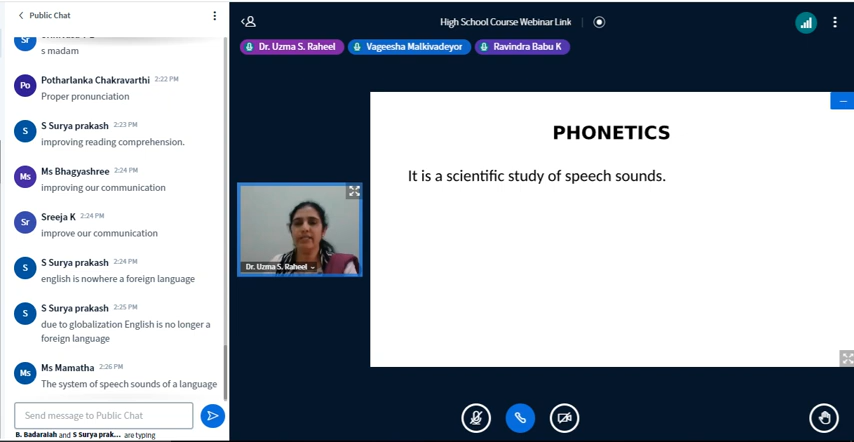 Public Chat
s madam
Po
Potharlanka Chakravarthi 2:22 PM
Proper pronunciation
S
S Surya prakash 2:23 PM
improving reading comprehension.
Ms
Ms Bhagyashree 2:24 PM
improving our communication
Sr
Sreeja K 2:24 PM
improve our communication
S
S Surya prakash 2:24 PM
english is nowhere a foreign language
S
S Surya prakash 2:25 PM
due to globalization English is no longer a
foreign language
Ms
Ms Mamatha 2:26 PM
The system of speech sounds of a language
Send message to Public Chat
B. Badaraiah and S Surya prak... are typing
High School Course Webinar Link
Dr. Uzma S. Raheel
Vageesha Malkivadeyor
Ravindra Babu K
Dr. Uzma S. Raheel
PHONETICS
It is a scientific study of speech sounds.